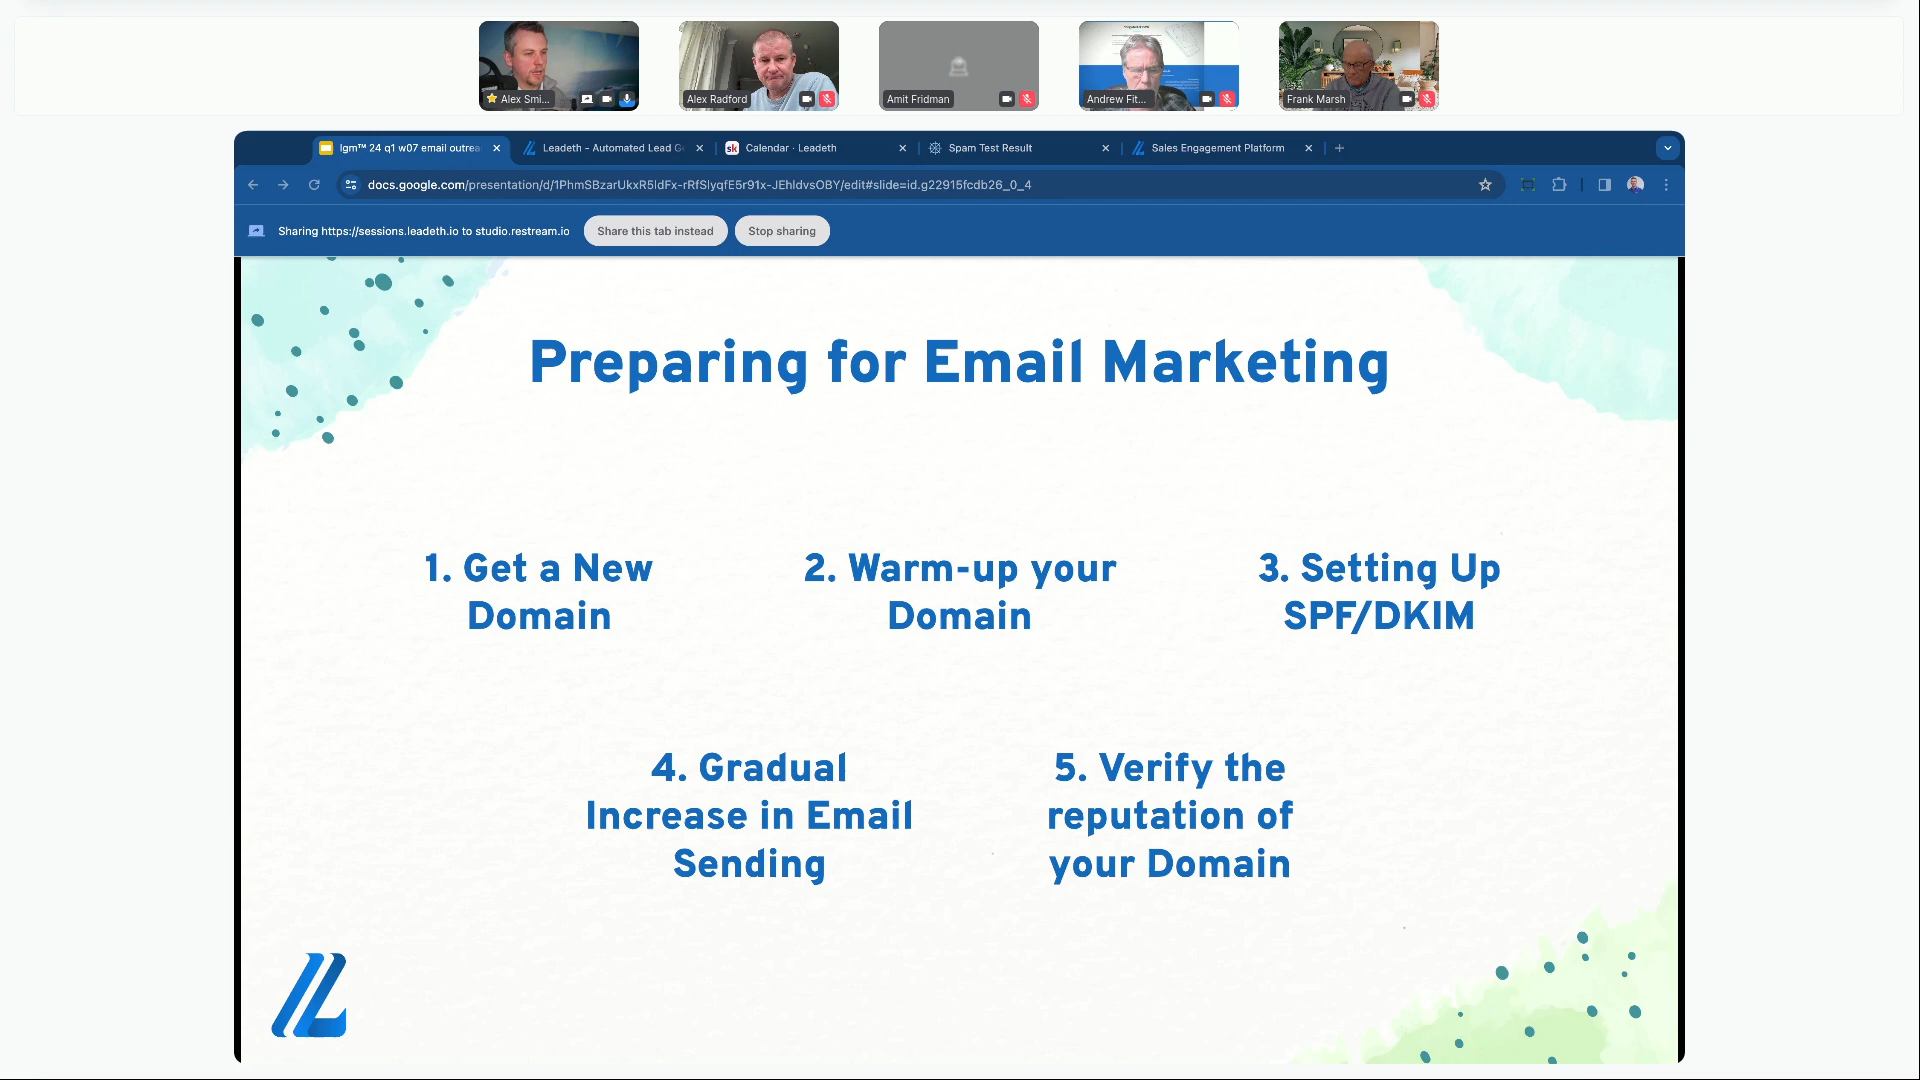 Alex Smi...
Alex Radford
Amit Fridman
Andrew Fit...
Frank Marsh
lgm™ 24 q1 w07 email outrea
Leadeth - Automated Lead G
sk Calendar · Leadeth
Spam Test Result
Sales Engagement Platform
docs.google.com/presentation/d/1PhmSBzarUkxR5IdFx-rRfSlyqfE5r91x-JEhldvsOBY/edit#slide=id.g22915fcdb26_0_4
Sharing https://sessions.leadeth.io to studio.restream.io
Share this tab instead
Stop sharing
Preparing for Email Marketing
1. Get a New
Domain
2. Warm-up your
Domain
3. Setting Up
SPF/DKIM
4. Gradual
Increase in Email
Sending
5. Verify the
reputation of
your Domain